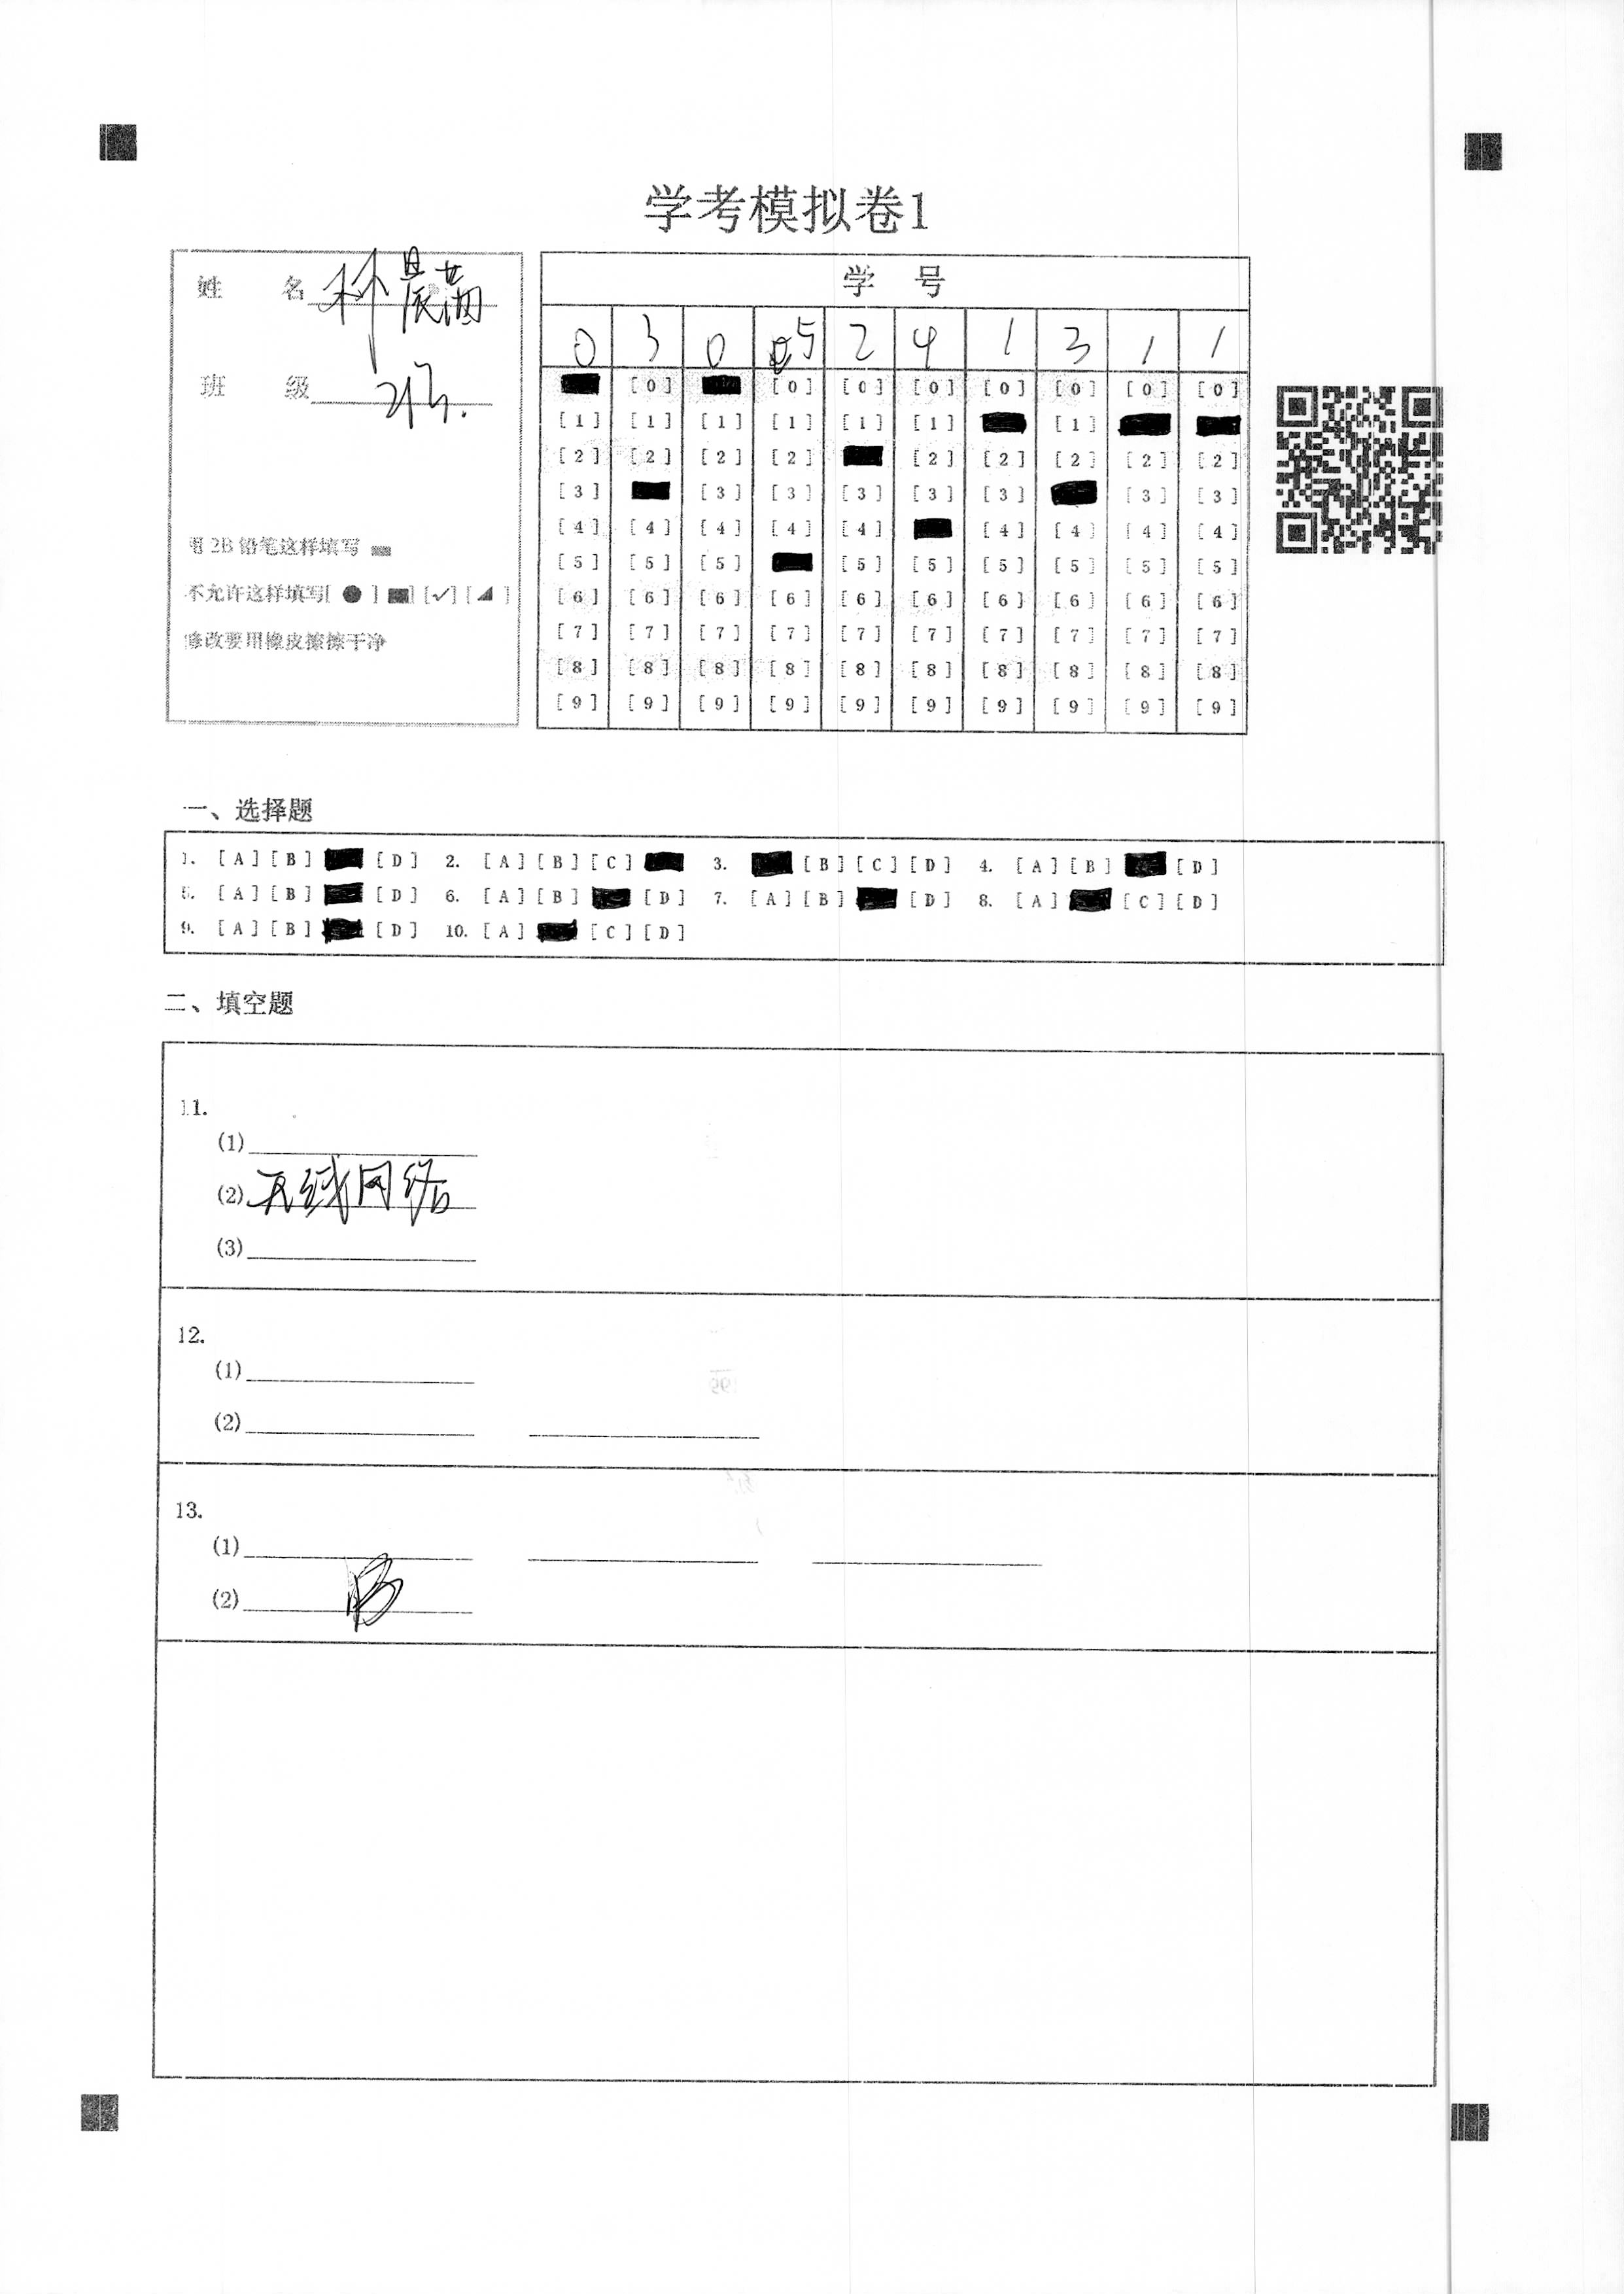 学考模拟卷1
姓 名 林晨茜
班 级
用2B铅笔这样填写
不允许这样填写[●] [✓] [◢]
修改要用橡皮擦擦干净
学 号
0 3 0 5 2 4 1 3 1 1
[0] [0] [0] [0] [0] [0] [0] [0]
[1] [1] [1] [1] [1] [1] [1]
[2] [2] [2] [2] [2] [2] [2] [2] [2]
[3] [3] [3] [3] [3] [3] [3] [3]
[4] [4] [4] [4] [4] [4] [4] [4] [4]
[5] [5] [5] [5] [5] [5] [5] [5] [5]
[6] [6] [6] [6] [6] [6] [6] [6] [6] [6]
[7] [7] [7] [7] [7] [7] [7] [7] [7] [7]
[8] [8] [8] [8] [8] [8] [8] [8] [8] [8]
[9] [9] [9] [9] [9] [9] [9] [9] [9] [9]
一、选择题
1. [A] [B] [D] 2. [A] [B] [C] 3. [B] [C] [D] 4. [A] [B] [D]
5. [A] [B] [D] 6. [A] [B] [D] 7. [A] [B] [D] 8. [A] [C] [D]
9. [A] [B] [D] 10. [A] [C] [D]
二、填空题
11.
(1)
(2) 无线网络
(3)
12.
(1)
(2)
13.
(1)
(2)